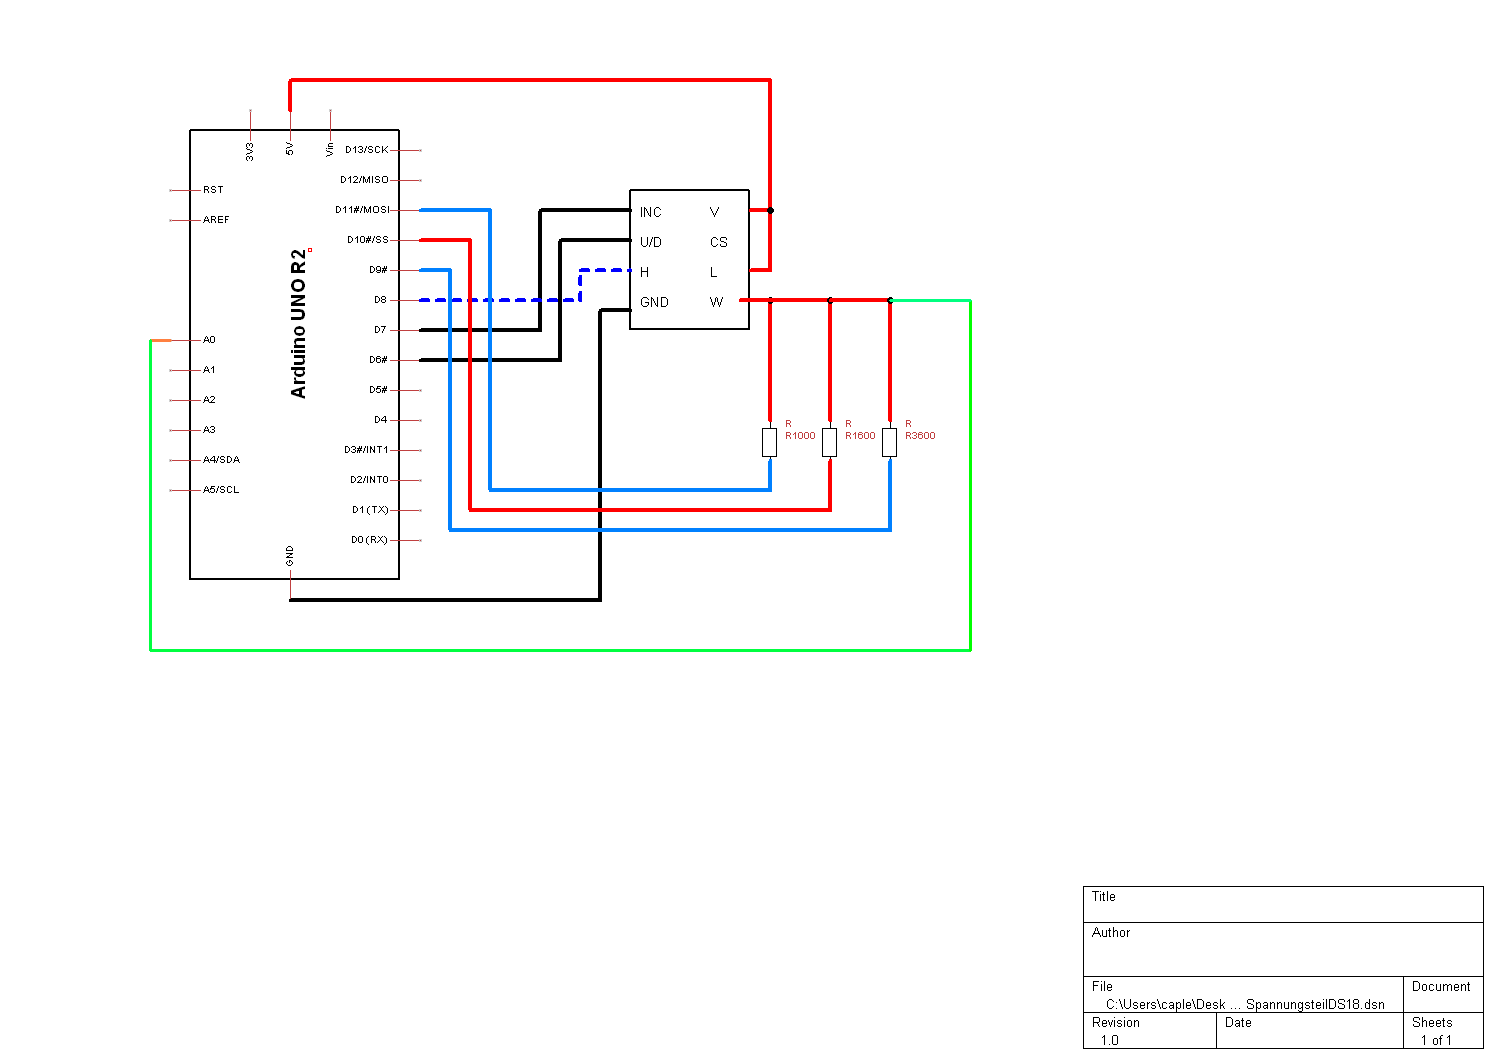 3V3
5V
Vin
D13/SCK
D12/MISO
RST
D11#/MOSI
AREF
D10#/SS
D9#
D8
D7
A0
D6#
A1
D5#
A2
D4
A3
D3#/INT1
A4/SDA
D2/INT0
A5/SCL
D1(TX)
D0(RX)
GND
Arduino UNO R2
INC V
U/D CS
H L
GND W
R
R1000
R
R1600
R
R3600
Title
Author
File
C:\Users\caple\Desk ... SpannungsteilDS18.dsn
Document
Revision
1.0
Date
Sheets
1 of 1